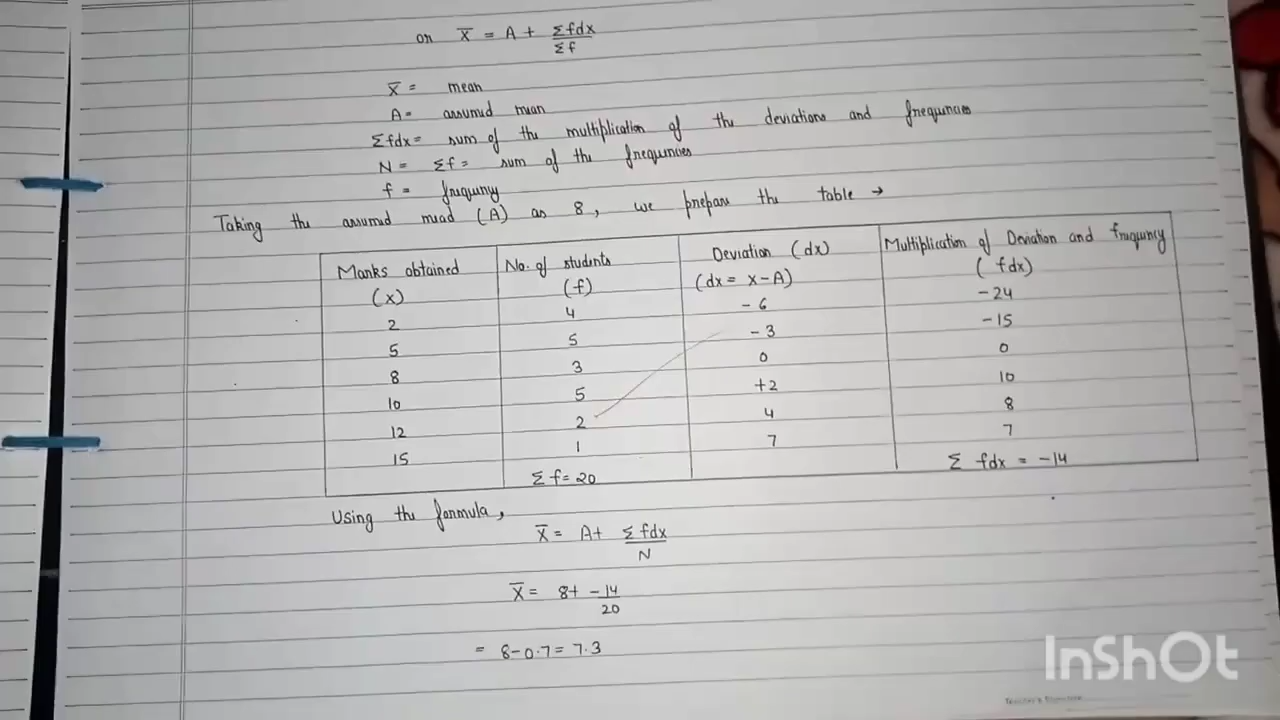 or X̄ = A + Σfdx
Σf
X̄ = mean
A = assumed mean
Σfdx = sum of the multiplication of the deviations and frequencies
N = Σf = sum of the frequencies
f = frequency
Taking the assumed mead (A) as 8, we prepare the table →
Marks obtained No. of students Deviation (dx) Multiplication of Deviation and frequency
(x) (f) (dx = x-A) (fdx)
2 4 -6 -24
5 5 -3 -15
8 3 0 0
10 5 +2 10
12 2 4 8
15 1 7 7
Σf=20 Σ fdx = -14
Using the formula,
X̄ = A+ Σfdx
N
X̄ = 8+ -14
20
= 8-0.7 = 7.3
InShOt